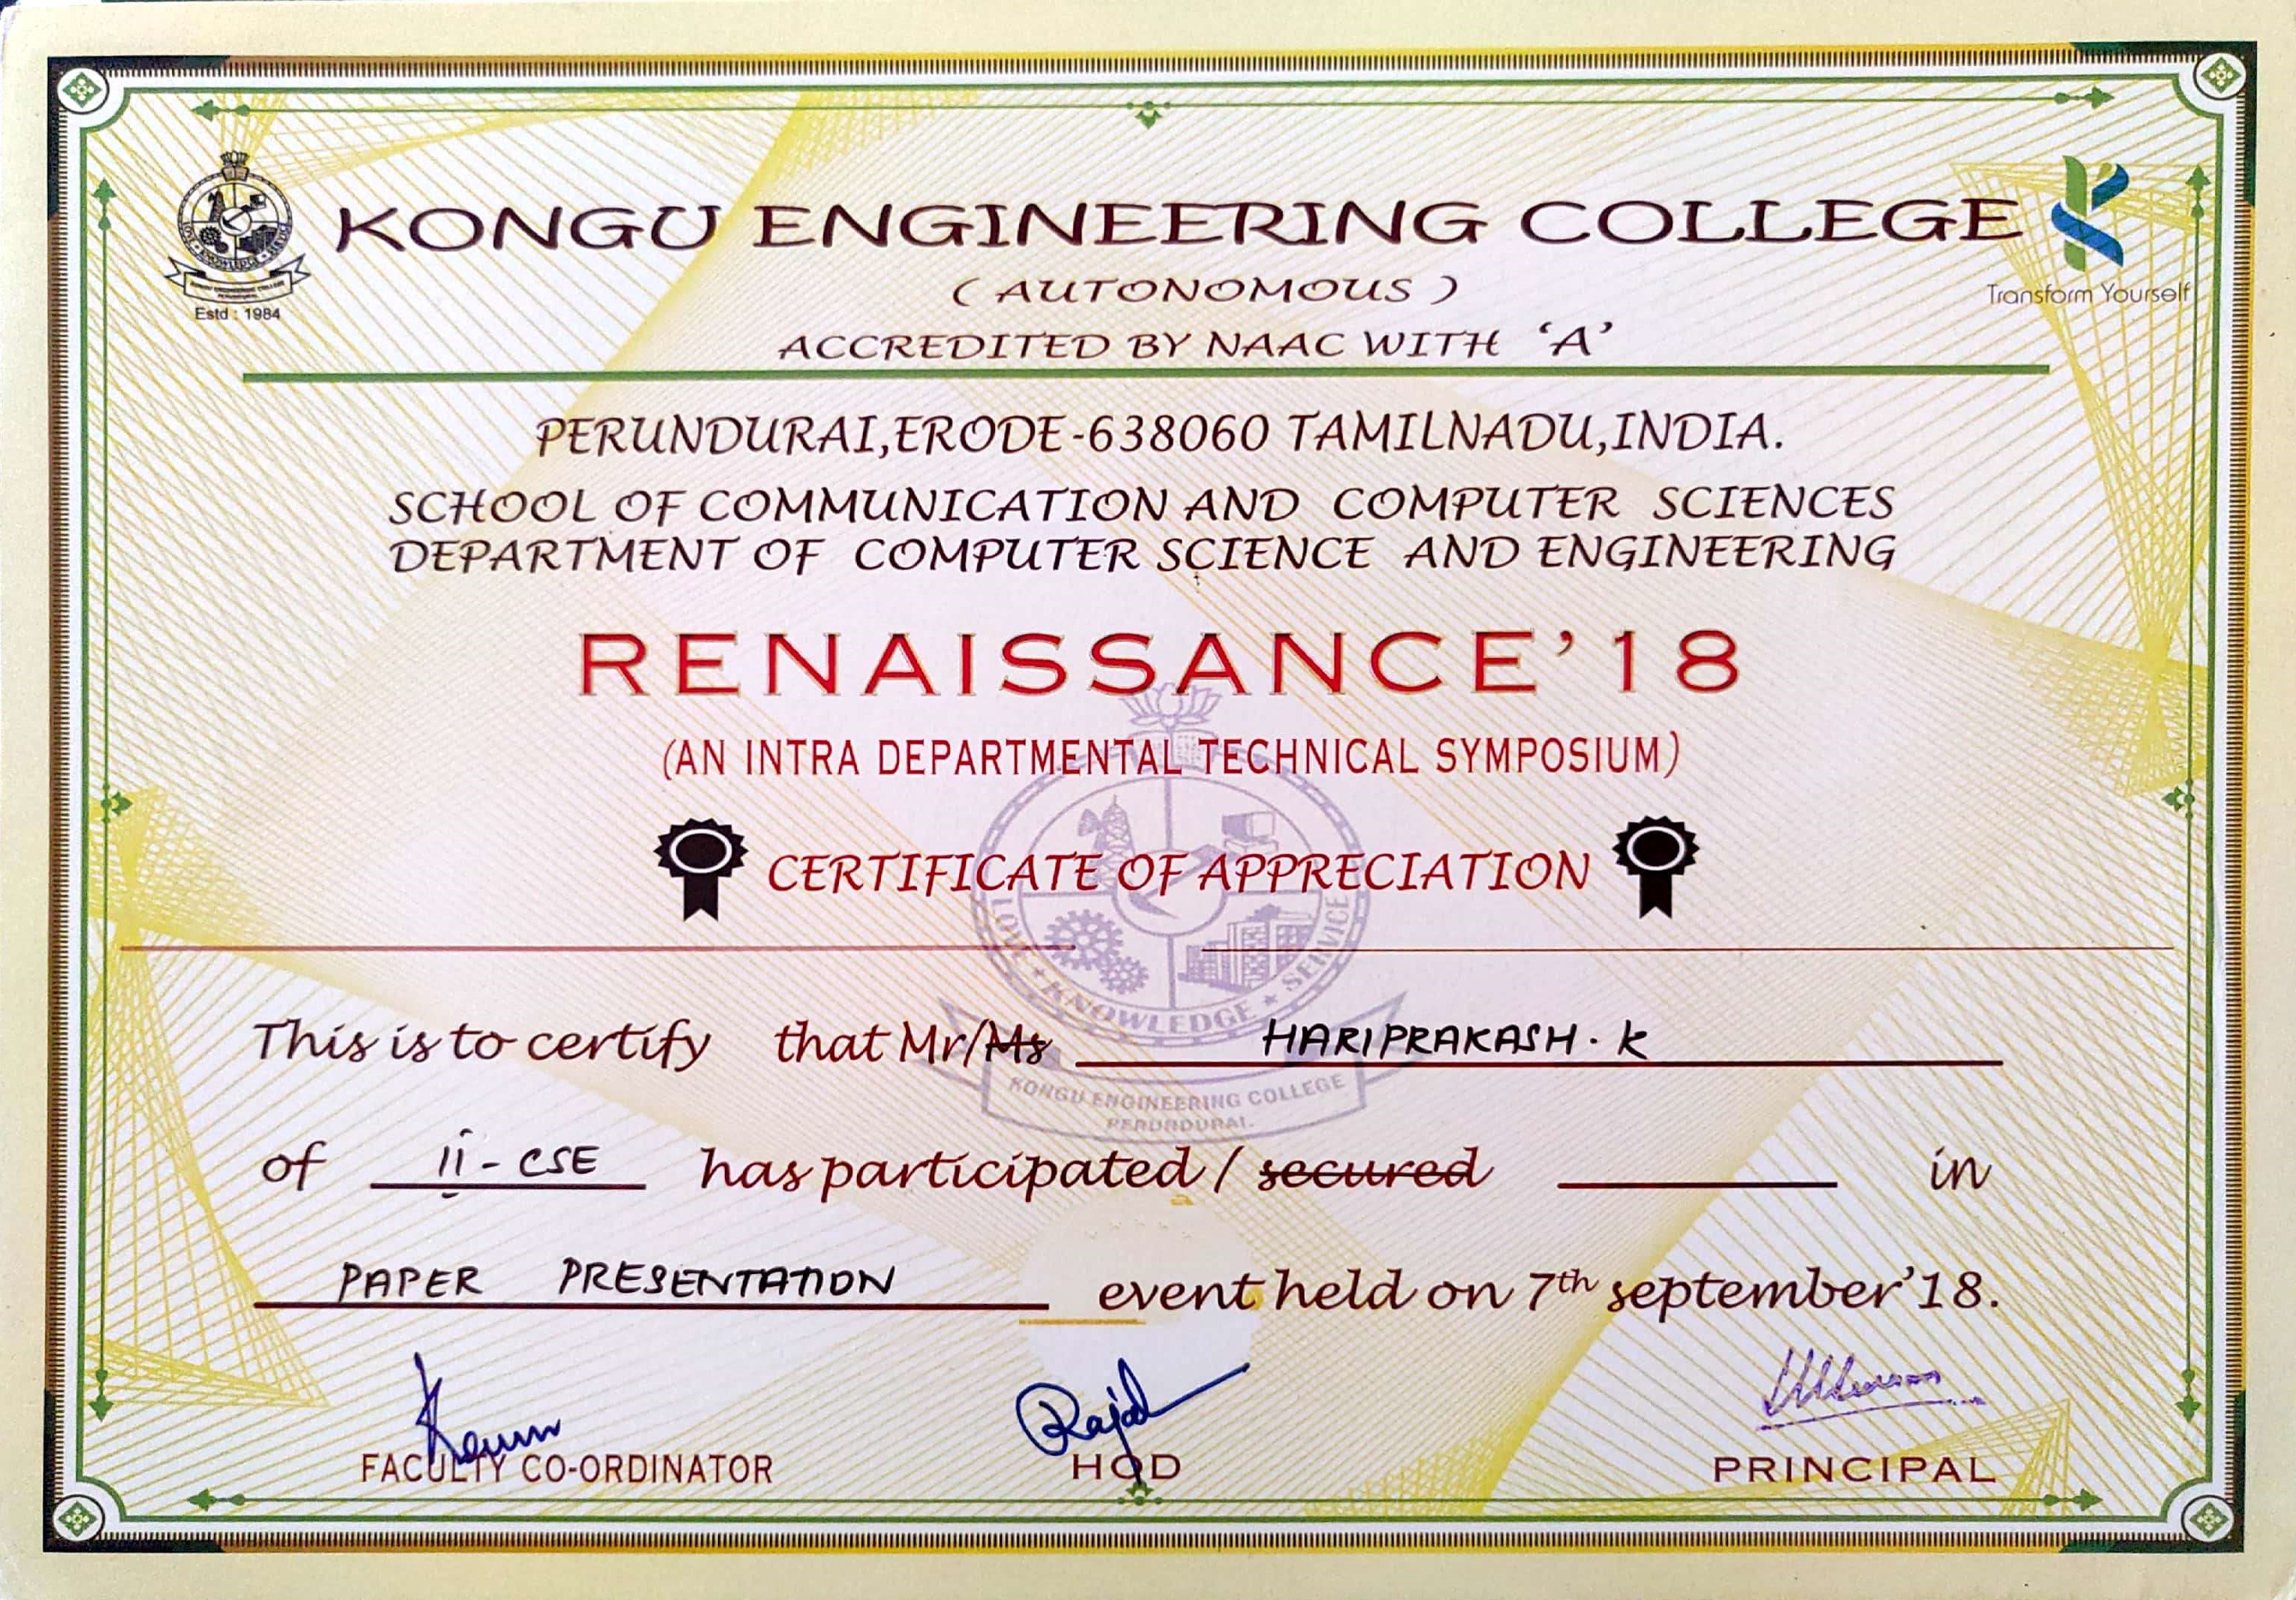 KONGU ENGINEERING COLLEGE
( AUTONOMOUS )
ACCREDITED BY NAAC WITH ‘A’
Estd : 1984
Transform Yourself
PERUNDURAI,ERODE-638060 TAMILNADU,INDIA.
SCHOOL OF COMMUNICATION AND COMPUTER SCIENCES
DEPARTMENT OF COMPUTER SCIENCE AND ENGINEERING
RENAISSANCE’18
(AN INTRA DEPARTMENTAL TECHNICAL SYMPOSIUM)
CERTIFICATE OF APPRECIATION
LOVE ★ KNOWLEDGE ★ SERVICE
This is to certify that Mr/Ms HARIPRAKASH. K
KONGU ENGINEERING COLLEGE
PERUNDURAI.
of II - CSE has participated / secured in
PAPER PRESENTATION event held on 7th september’18.
FACULTY CO-ORDINATOR HOD PRINCIPAL